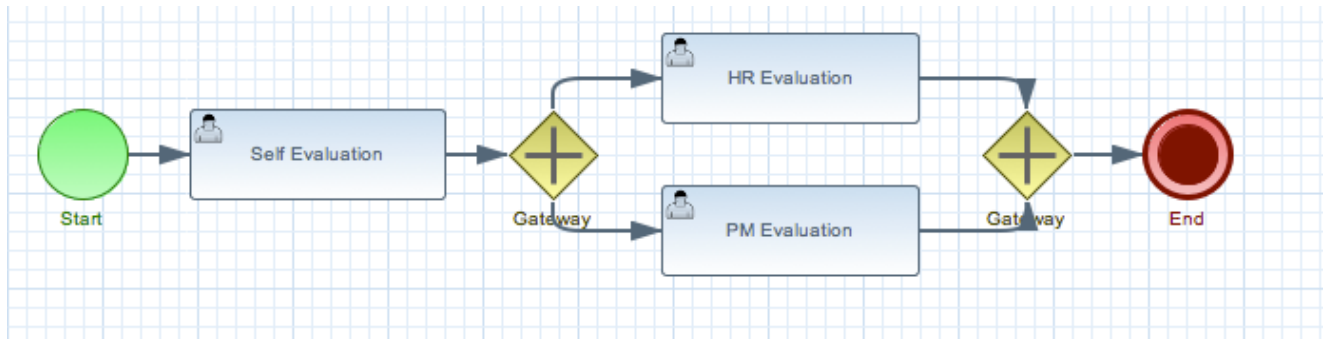 HR Evaluation
Self Evaluation
Start
Gateway
PM Evaluation
Gateway
End